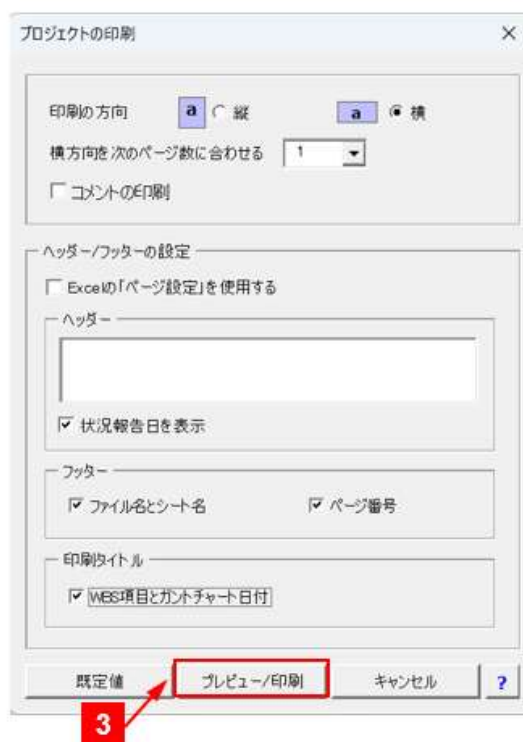 プロジェクトの印刷
印刷の方向 a 縦 a 横
横方向を次のページ数に合わせる 1
コメントの印刷
ヘッダー/フッターの設定
Excelの「ページ設定」を使用する
ヘッダー
状況報告日を表示
フッター
ファイル名とシート名 ページ番号
印刷タイトル
WBS項目とガントチャート日付
既定値 プレビュー/印刷 キャンセル ?
3